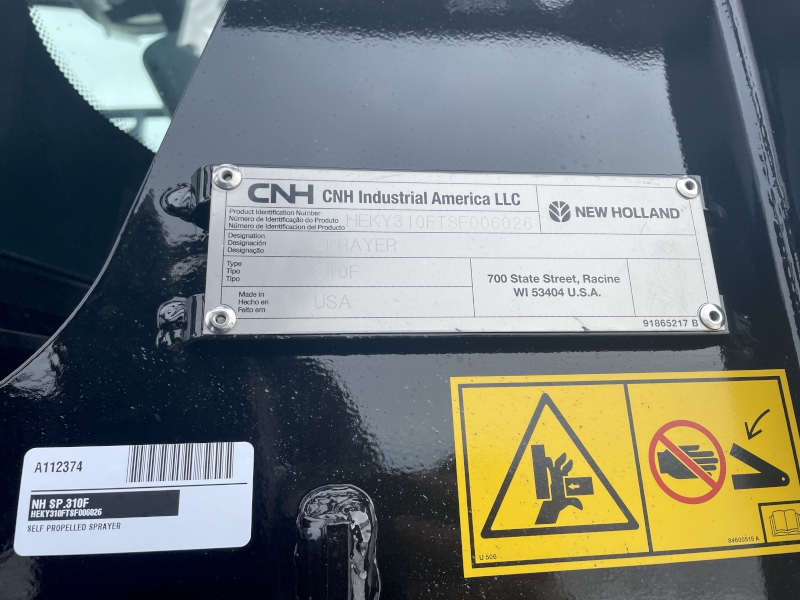 CNH CNH Industrial America LLC
NEW HOLLAND
Product Identification Number
Número de Identificação do Produto
Número de Identificacion del Producto
HEKY310FTSF006026
Designation
Designación
Designação
SPRAYER
Type
Tipo
Tipo
310F
700 State Street, Racine
WI 53404 U.S.A.
Made in
Hecho en
Feito em
USA
91865217 B
A112374
NH SP.310F
HEKY310FTSF006026
SELF PROPELLED SPRAYER
U 506
84600515 A